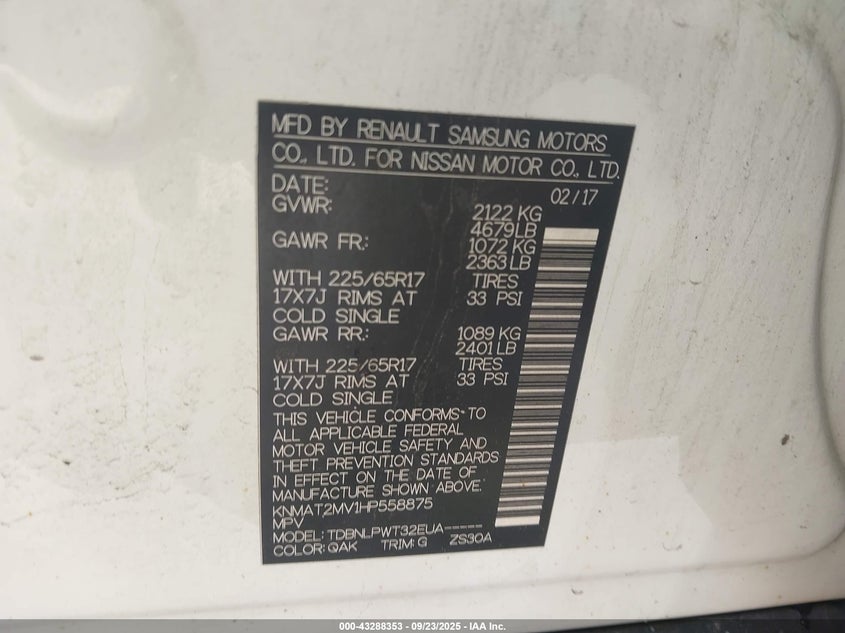 MFD BY RENAULT SAMSUNG MOTORS
CO., LTD. FOR NISSAN MOTOR CO., LTD.
DATE: 02/17
GVWR: 2122 KG
4679LB
GAWR FR: 1072 KG
2363 LB
WITH 225/65R17 TIRES
17X7J RIMS AT 33 PSI
COLD SINGLE
GAWR RR: 1089 KG
2401 LB
WITH 225/65R17 TIRES
17X7J RIMS AT 33 PSI
COLD SINGLE
THIS VEHICLE CONFORMS TO
ALL APPLICABLE FEDERAL
MOTOR VEHICLE SAFETY AND
THEFT PREVENTION STANDARDS
IN EFFECT ON THE DATE OF
MANUFACTURE SHOWN ABOVE.
KNMAT2MV1HP558875
MPV
MODEL: TDBNLPWT32EUA-----
COLOR: QAK TRIM: G ZS30A
000-43288353 - 09/23/2025 - IAA Inc.